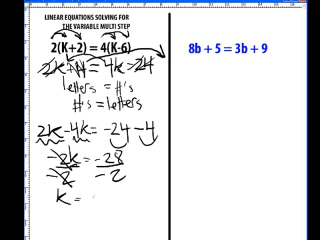 LINEAR EQUATIONS SOLVING FOR
THE VARIABLE MULTI STEP
2(K+2) = 4(K-6)
2K+4 = 4k-24
letters = #'s
#'s = letters
2K-4K = -24-4
-2k = -28
-2 -2
K =
8b + 5 = 3b + 9